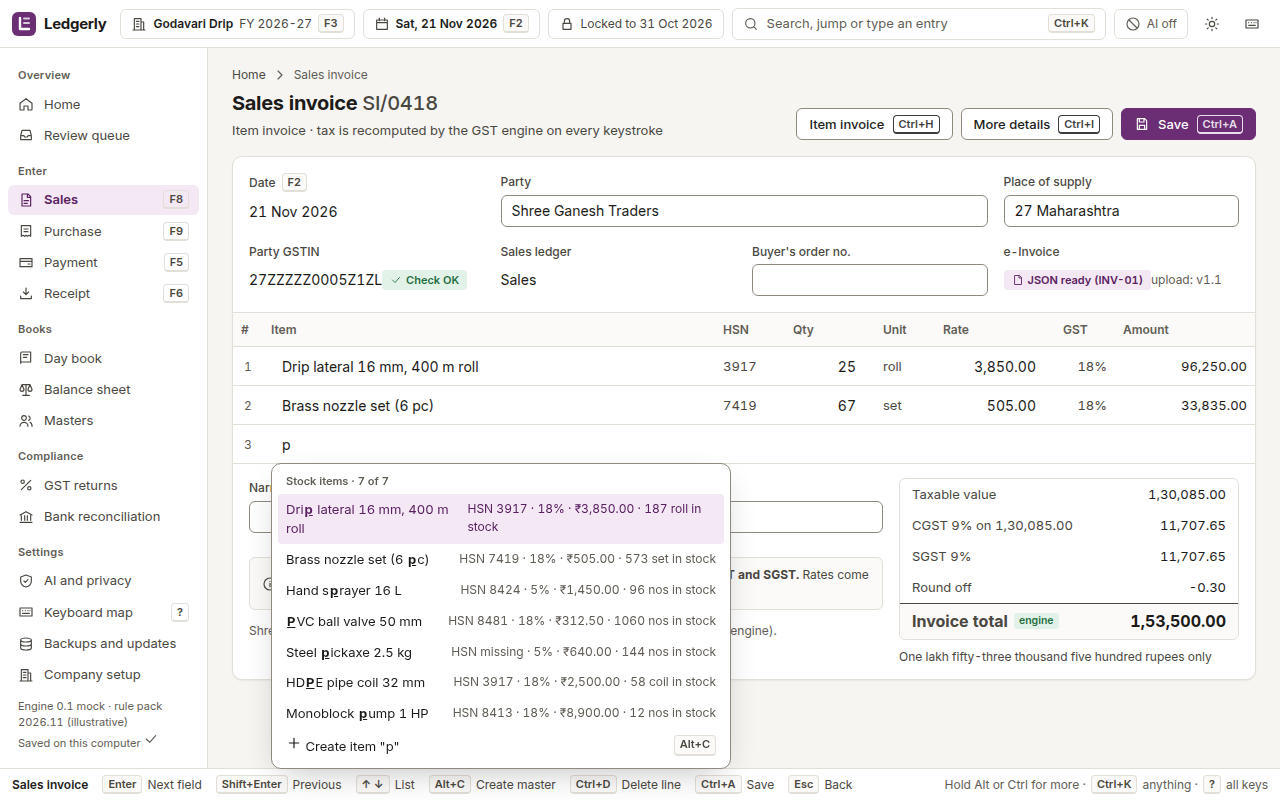 Ledgerly
Godavari Drip FY 2026-27 F3
Sat, 21 Nov 2026 F2
Locked to 31 Oct 2026
Search, jump or type an entry Ctrl+K
AI off
Overview
Home
Review queue
Enter
Sales F8
Purchase F9
Payment F5
Receipt F6
Books
Day book
Balance sheet
Masters
Compliance
GST returns
Bank reconciliation
Settings
AI and privacy
Keyboard map ?
Backups and updates
Company setup
Engine 0.1 mock · rule pack
2026.11 (illustrative)
Saved on this computer
Home > Sales invoice
Sales invoice SI/0418
Item invoice · tax is recomputed by the GST engine on every keystroke
Item invoice Ctrl+H
More details Ctrl+I
Save Ctrl+A
Date F2
21 Nov 2026
Party
Shree Ganesh Traders
Place of supply
27 Maharashtra
Party GSTIN
27ZZZZZ0005Z1ZL Check OK
Sales ledger
Sales
Buyer's order no.
e-Invoice
JSON ready (INV-01) upload: v1.1
# Item HSN Qty Unit Rate GST Amount
1 Drip lateral 16 mm, 400 m roll 3917 25 roll 3,850.00 18% 96,250.00
2 Brass nozzle set (6 pc) 7419 67 set 505.00 18% 33,835.00
3 p
Stock items · 7 of 7
Drip lateral 16 mm, 400 m roll HSN 3917 · 18% · ₹3,850.00 · 187 roll in stock
Brass nozzle set (6 pc) HSN 7419 · 18% · ₹505.00 · 573 set in stock
Hand sprayer 16 L HSN 8424 · 5% · ₹1,450.00 · 96 nos in stock
PVC ball valve 50 mm HSN 8481 · 18% · ₹312.50 · 1060 nos in stock
Steel pickaxe 2.5 kg HSN missing · 5% · ₹640.00 · 144 nos in stock
HDPE pipe coil 32 mm HSN 3917 · 18% · ₹2,500.00 · 58 coil in stock
Monoblock pump 1 HP HSN 8413 · 18% · ₹8,900.00 · 12 nos in stock
+ Create item "p" Alt+C
and SGST. Rates come
engine).
Taxable value 1,30,085.00
CGST 9% on 1,30,085.00 11,707.65
SGST 9% 11,707.65
Round off -0.30
Invoice total engine 1,53,500.00
One lakh fifty-three thousand five hundred rupees only
Sales invoice Enter Next field Shift+Enter Previous ↑↓ List Alt+C Create master Ctrl+D Delete line Ctrl+A Save Esc Back
Hold Alt or Ctrl for more · Ctrl+K anything · ? all keys